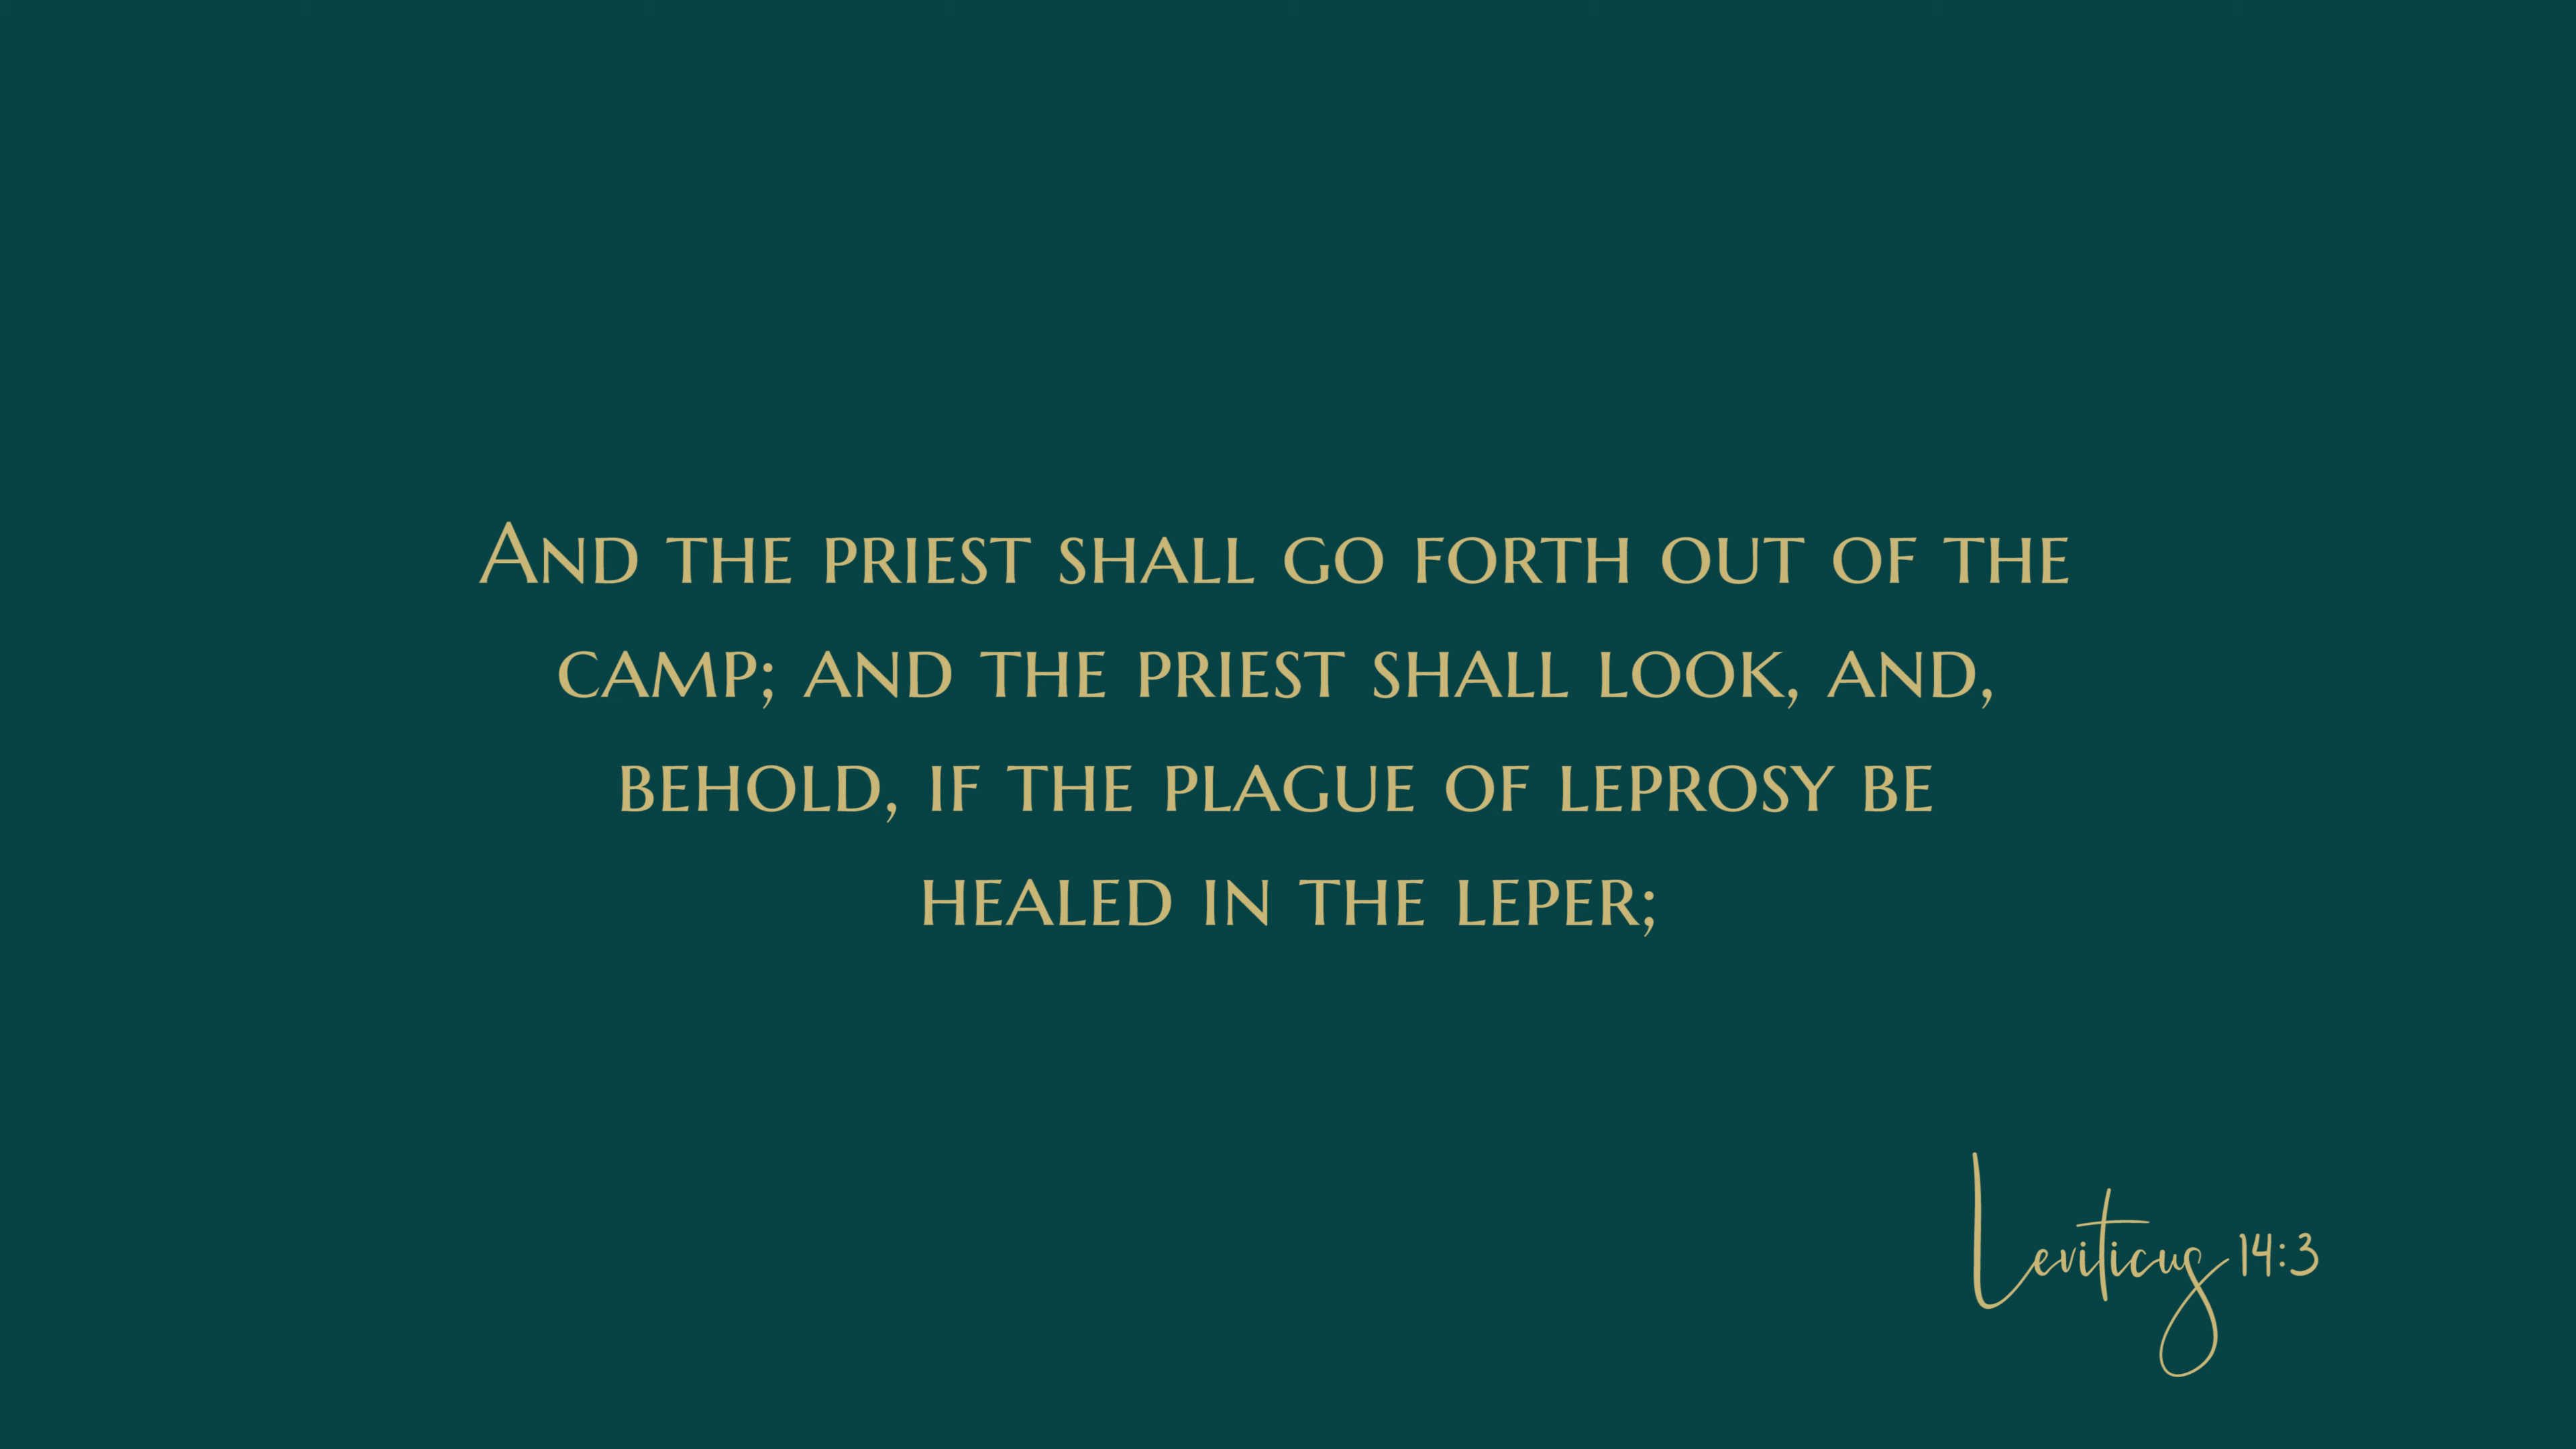 And the priest shall go forth out of the
camp; and the priest shall look, and,
behold, if the plague of leprosy be
healed in the leper;
Leviticus 14:3